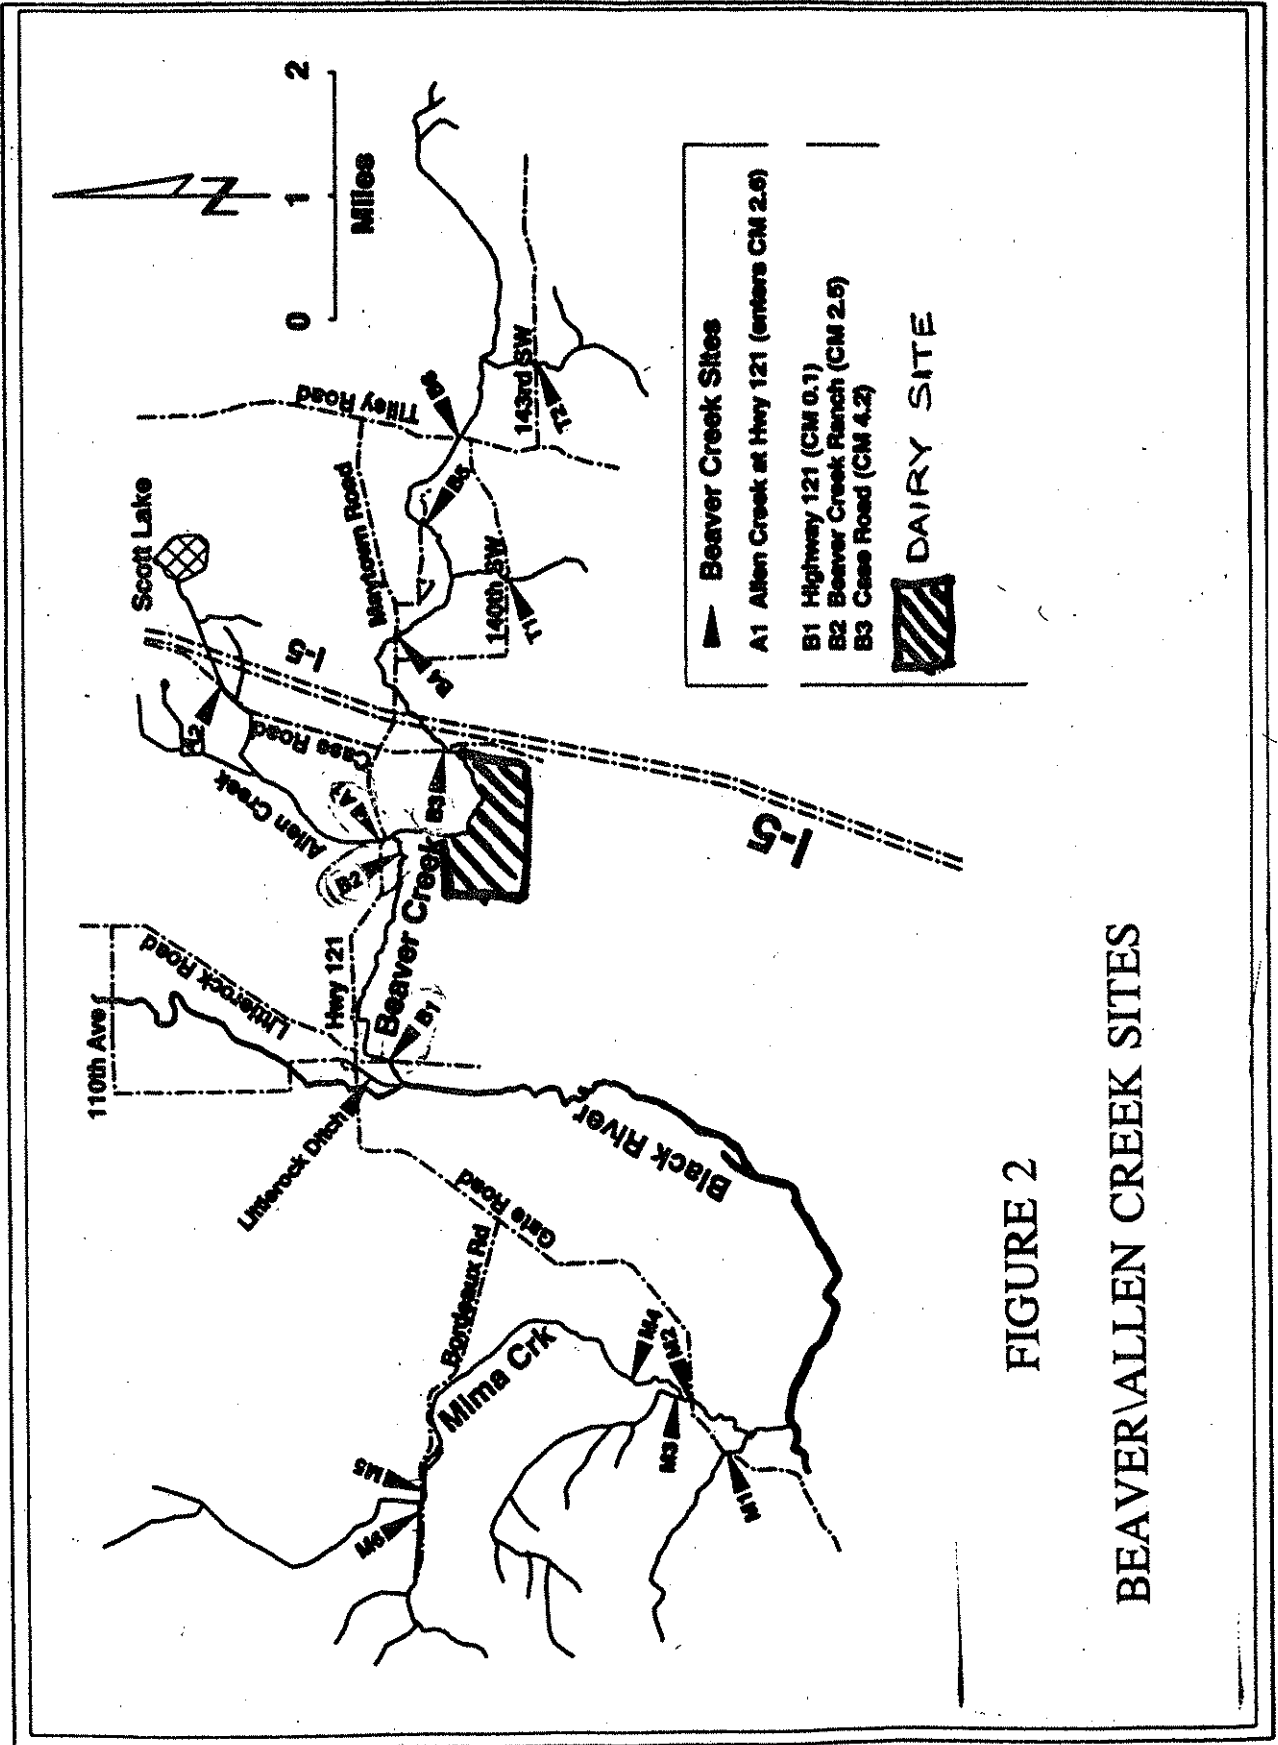 110th Ave
Scott Lake
N
0 1 2
Miles
Littlerock Road
A2
I-5
Tilley Road
Allen Creek
Case Road
Littlerock Ditch
Hwy 121
Maytown Road
A1
B2
M6
M5
Beaver Creek
B1
B3
B4
B5
B6
Bordeaux Rd
Gate Road
Mima Crk
140th SW
143rd SW
T1
T2
Black River
M4
M2
M3
M1
I-5
Beaver Creek Sites
A1 Allen Creek at Hwy 121 (enters CM 2.6)
B1 Highway 121 (CM 0.1)
B2 Beaver Creek Ranch (CM 2.5)
B3 Case Road (CM 4.2)
DAIRY SITE
FIGURE 2
BEAVER\ALLEN CREEK SITES